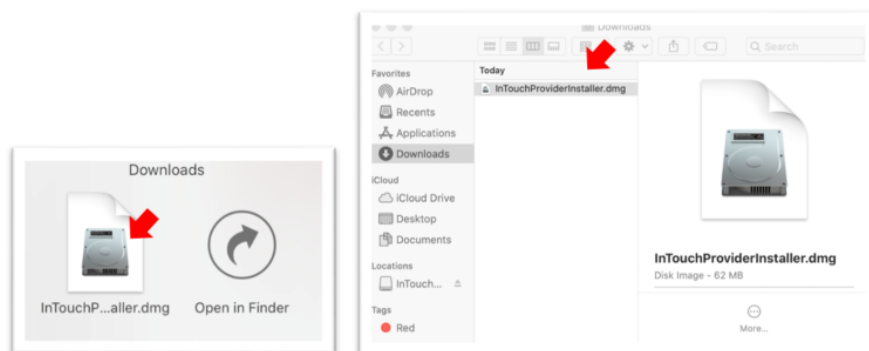 Downloads
InTouchP...aller.dmg
Open in Finder
Downloads
Search
Favorites
AirDrop
Recents
Applications
Downloads
iCloud
iCloud Drive
Desktop
Documents
Locations
InTouch...
Tags
Red
Today
InTouchProviderInstaller.dmg
InTouchProviderInstaller.dmg
Disk Image - 62 MB
More...